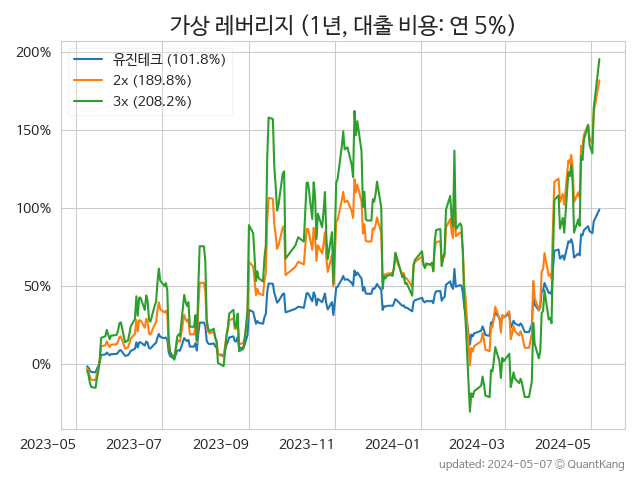 가상 레버리지 (1년, 대출 비용: 연 5%)
200%
150%
100%
50%
0%
유진테크 (101.8%)
2x (189.8%)
3x (208.2%)
2023-05 2023-07 2023-09 2023-11 2024-01 2024-03 2024-05
updated: 2024-05-07 © QuantKang